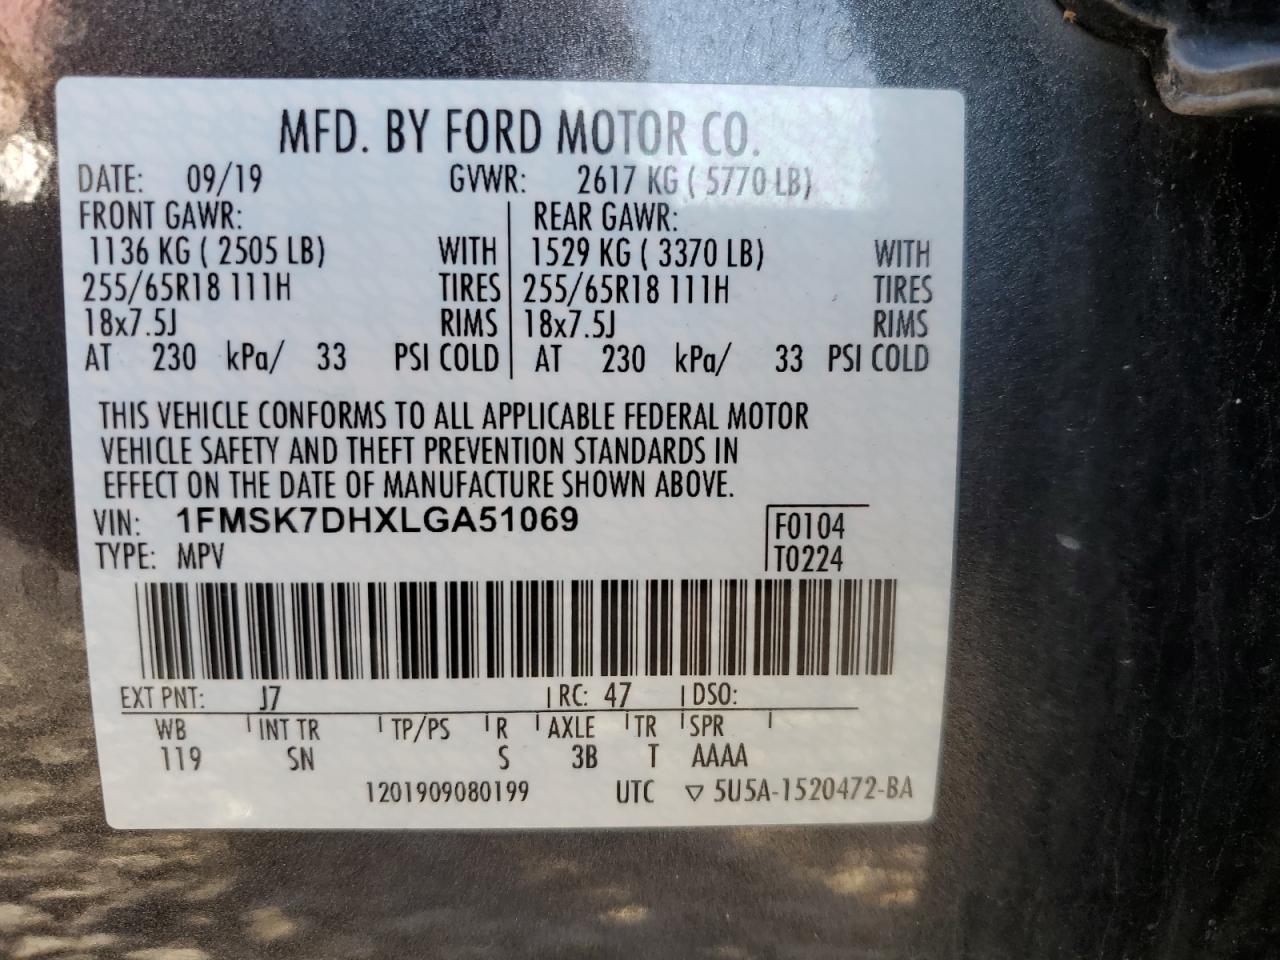 MFD. BY FORD MOTOR CO.
DATE: 09/19 GVWR: 2617 KG ( 5770 LB)
FRONT GAWR: REAR GAWR:
1136 KG ( 2505 LB) WITH 1529 KG ( 3370 LB) WITH
255/65R18 111H TIRES 255/65R18 111H TIRES
18x7.5J RIMS 18x7.5J RIMS
AT 230 kPa/ 33 PSI COLD AT 230 kPa/ 33 PSI COLD
THIS VEHICLE CONFORMS TO ALL APPLICABLE FEDERAL MOTOR
VEHICLE SAFETY AND THEFT PREVENTION STANDARDS IN
EFFECT ON THE DATE OF MANUFACTURE SHOWN ABOVE.
VIN: 1FMSK7DHXLGA51069 F0104
TYPE: MPV T0224
EXT PNT: J7 RC: 47 DSO:
WB INT TR TP/PS R AXLE TR SPR
119 SN S 3B T AAAA
1201909080199 UTC ▽ 5U5A-1520472-BA